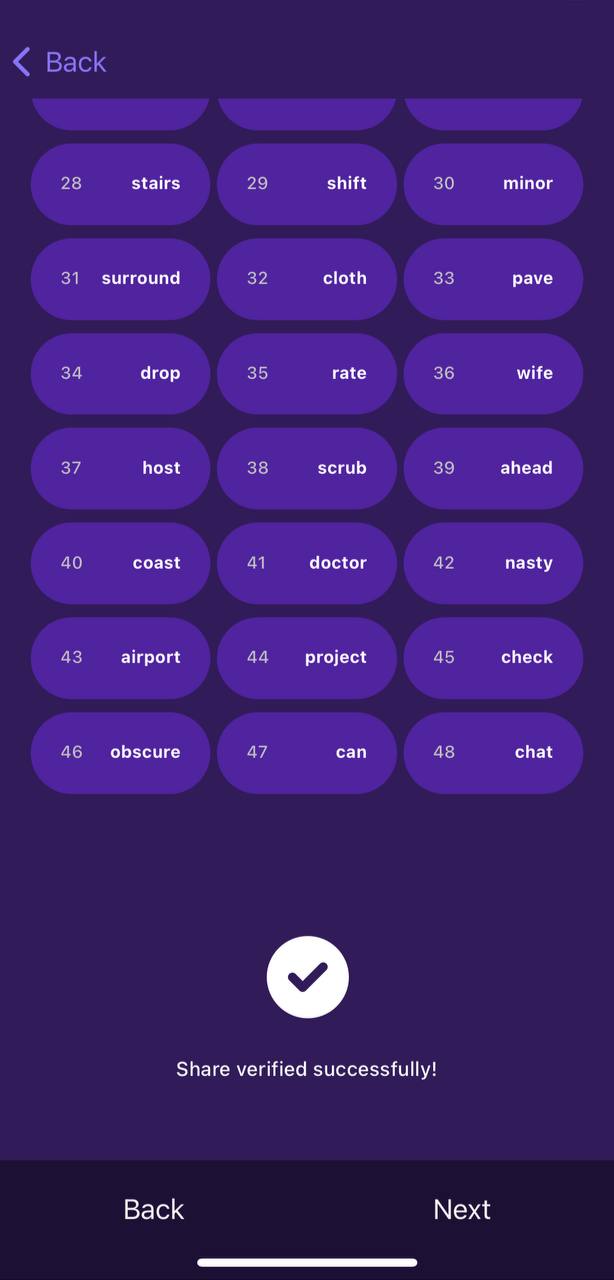 Back
28 stairs 29 shift 30 minor
31 surround 32 cloth 33 pave
34 drop 35 rate 36 wife
37 host 38 scrub 39 ahead
40 coast 41 doctor 42 nasty
43 airport 44 project 45 check
46 obscure 47 can 48 chat
Share verified successfully!
Back Next